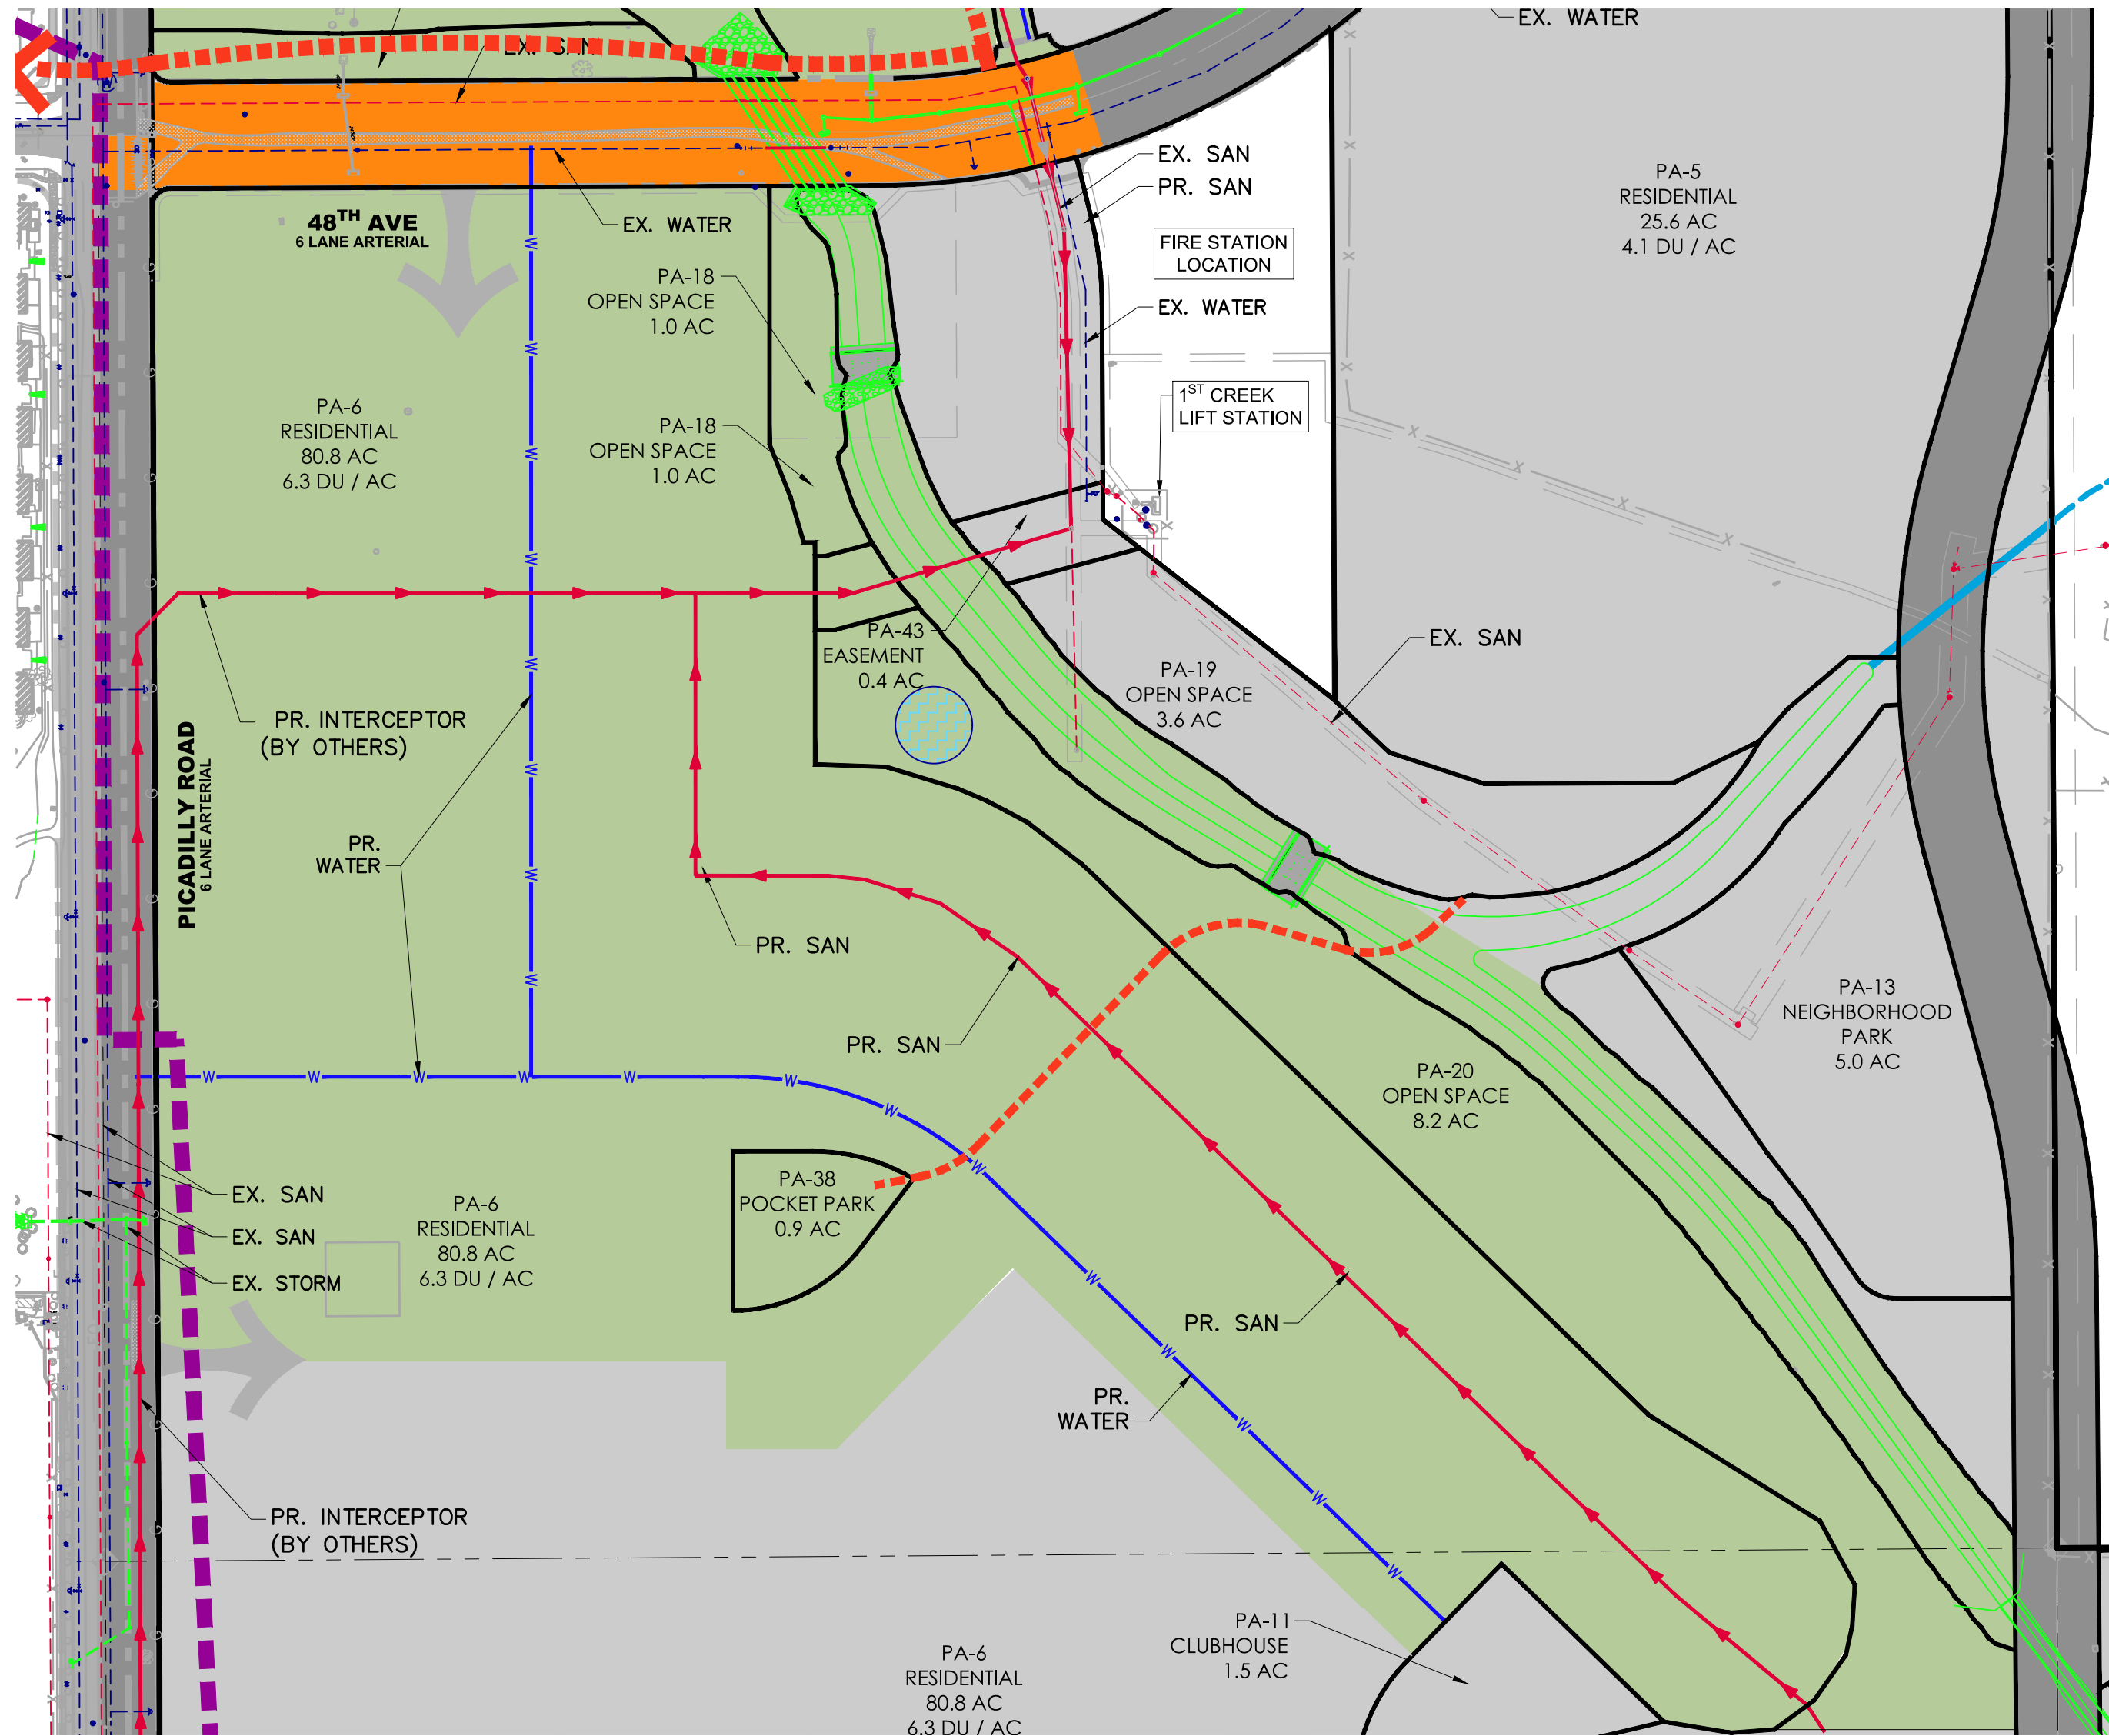 EX. WATER
EX. SAN
48TH AVE
6 LANE ARTERIAL
EX. WATER
EX. SAN
PR. SAN
FIRE STATION
LOCATION
EX. WATER
PA-5
RESIDENTIAL
25.6 AC
4.1 DU / AC
PA-18
OPEN SPACE
1.0 AC
PA-6
RESIDENTIAL
80.8 AC
6.3 DU / AC
PA-18
OPEN SPACE
1.0 AC
1ST CREEK
LIFT STATION
PA-43
EASEMENT
0.4 AC
EX. SAN
PA-19
OPEN SPACE
3.6 AC
PR. INTERCEPTOR
(BY OTHERS)
PICADILLY ROAD
6 LANE ARTERIAL
PR.
WATER
PR. SAN
PR. SAN
PA-13
NEIGHBORHOOD
PARK
5.0 AC
PA-20
OPEN SPACE
8.2 AC
W W W W W W W W
W W W W W W W
PA-38
POCKET PARK
0.9 AC
EX. SAN
EX. SAN
EX. STORM
PA-6
RESIDENTIAL
80.8 AC
6.3 DU / AC
PR. SAN
PR.
WATER
W W W W W W
PR. INTERCEPTOR
(BY OTHERS)
PA-11
CLUBHOUSE
1.5 AC
PA-6
RESIDENTIAL
80.8 AC
6.3 DU / AC